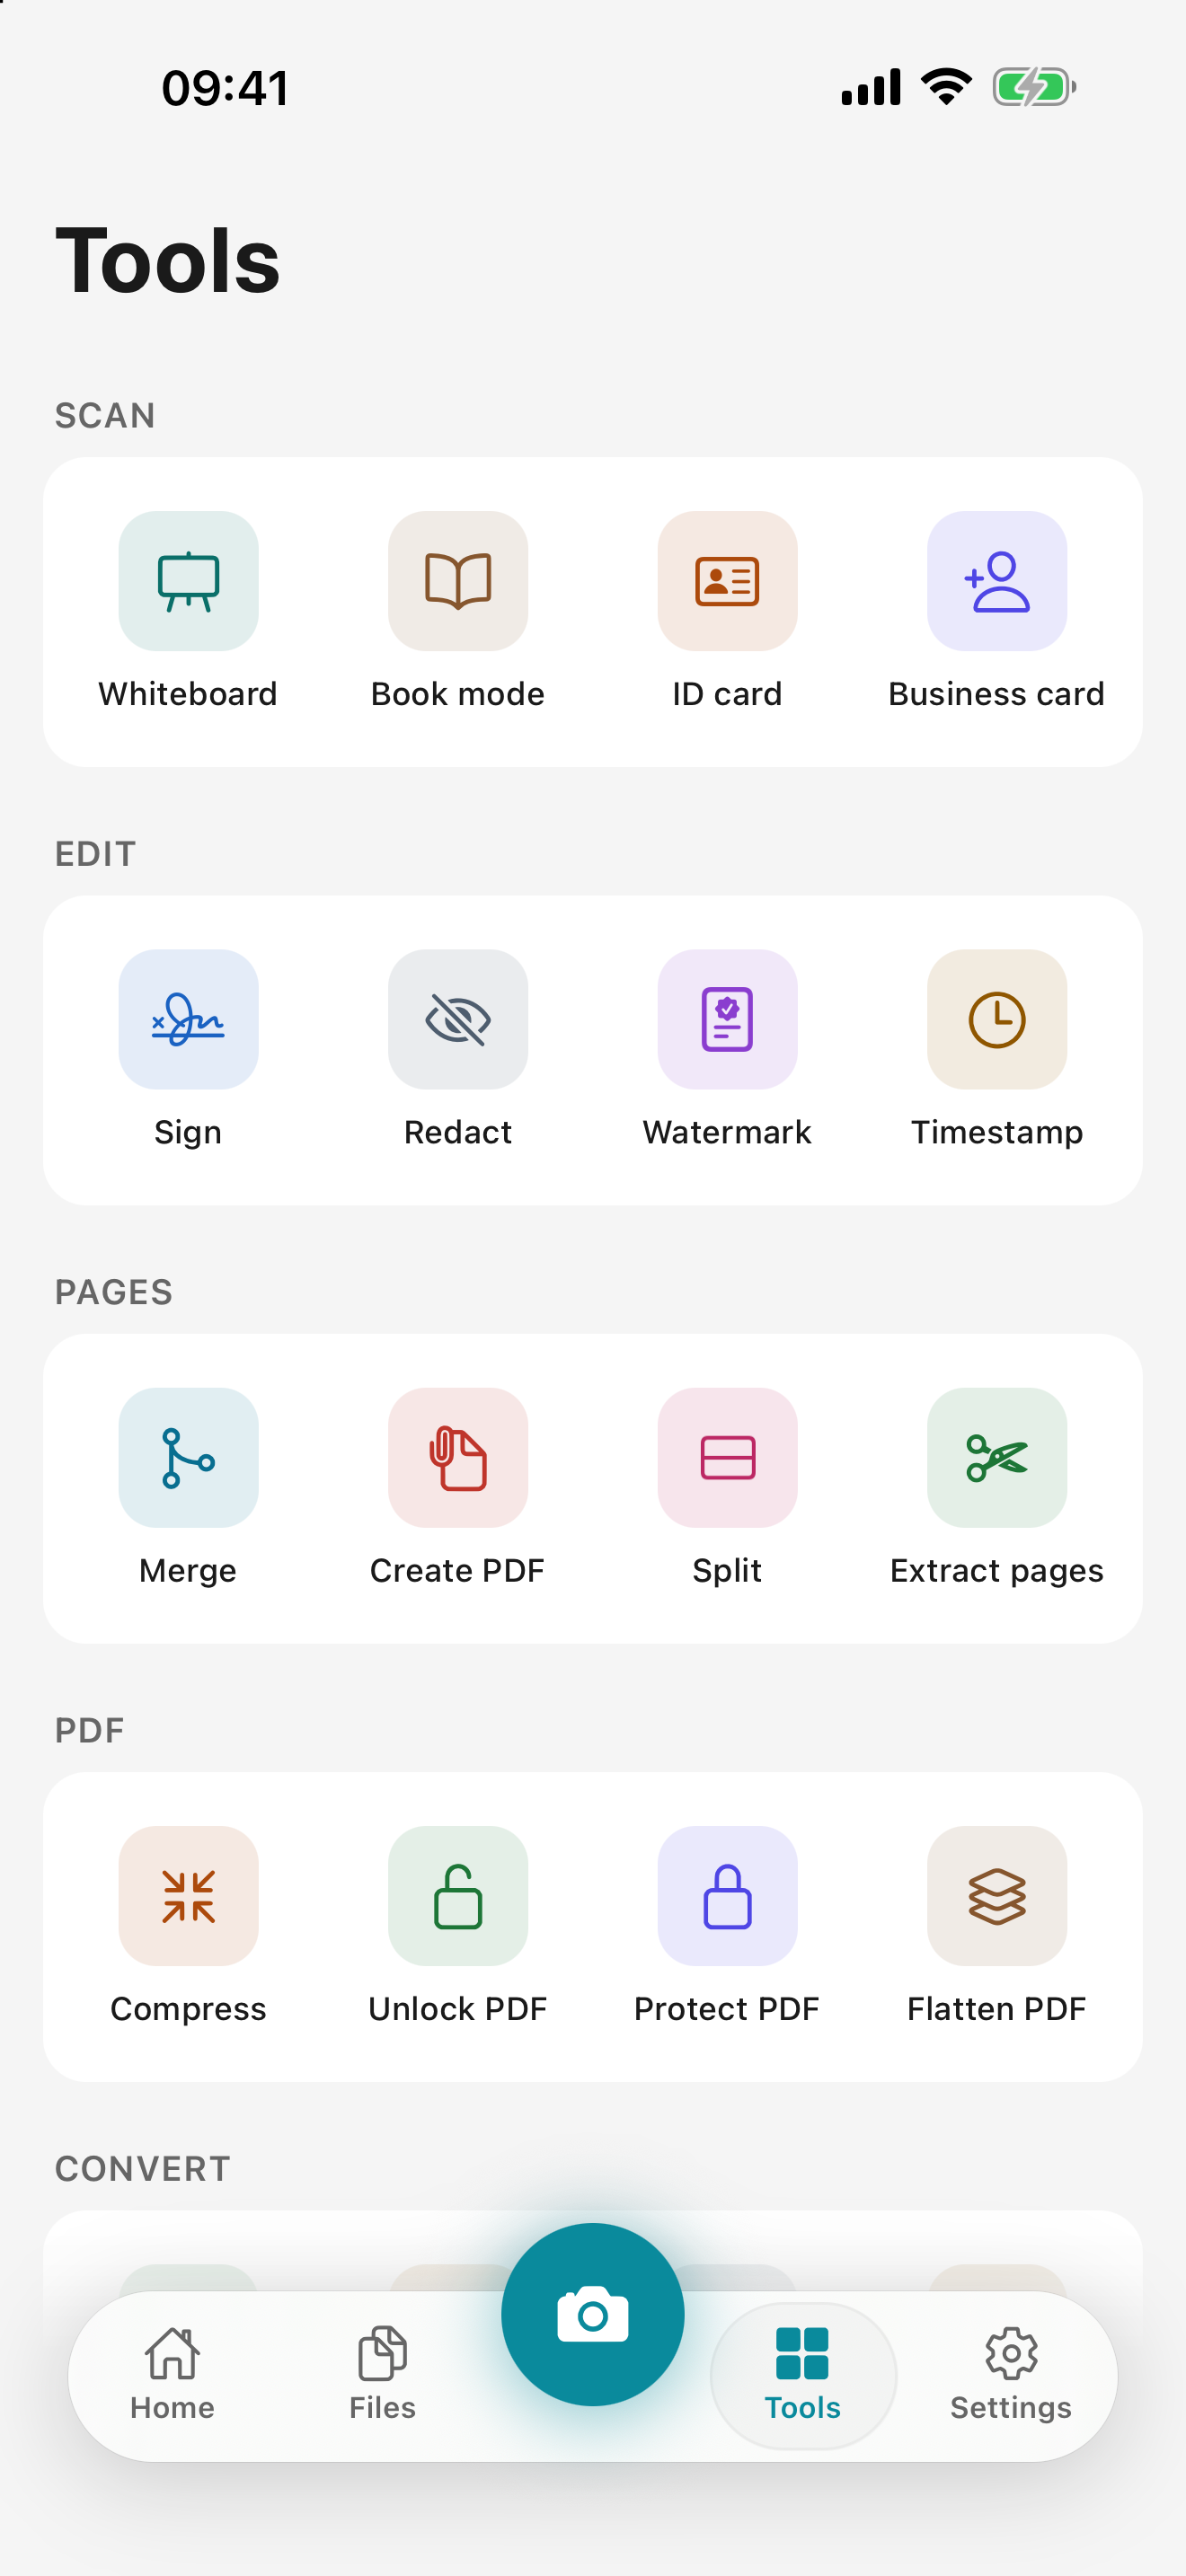 09:41
Tools
SCAN
Whiteboard Book mode ID card Business card
EDIT
Sign Redact Watermark Timestamp
PAGES
Merge Create PDF Split Extract pages
PDF
Compress Unlock PDF Protect PDF Flatten PDF
CONVERT
Home Files Tools Settings